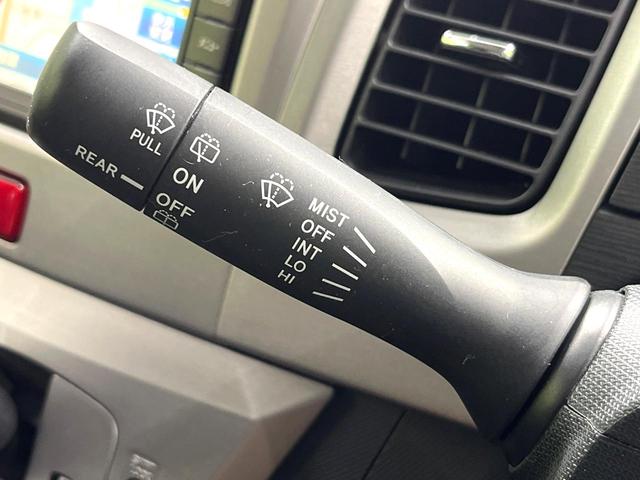 PULL
REAR
ON
OFF
MIST
OFF
INT
LO
HI